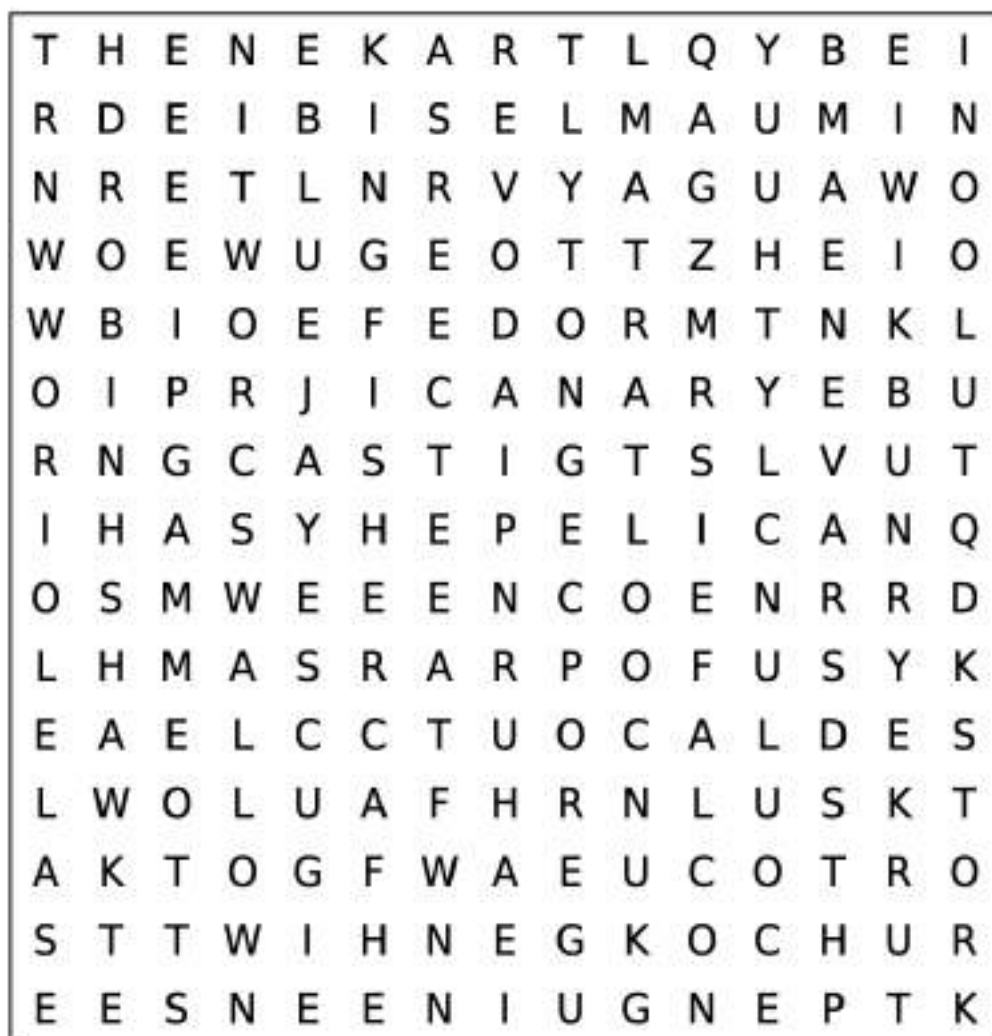 T H E N E K A R T L Q Y B E I
R D E I B I S E L M A U M I N
N R E T L N R V Y A G U A W O
W O E W U G E O T T Z H E I O
W B I O E F E D O R M T N K L
O I P R J I C A N A R Y E B U
R N G C A S T I G T S L V U T
I H A S Y H E P E L I C A N Q
O S M W E E E N C O E N R R D
L H M A S R A R P O F U S Y K
E A E L C C T U O C A L D E S
L W O L U A F H R N L U S K T
A K T O G F W A E U C O T R O
S T T W I H N E G K O C H U R
E E S N E E N I U G N E P T K